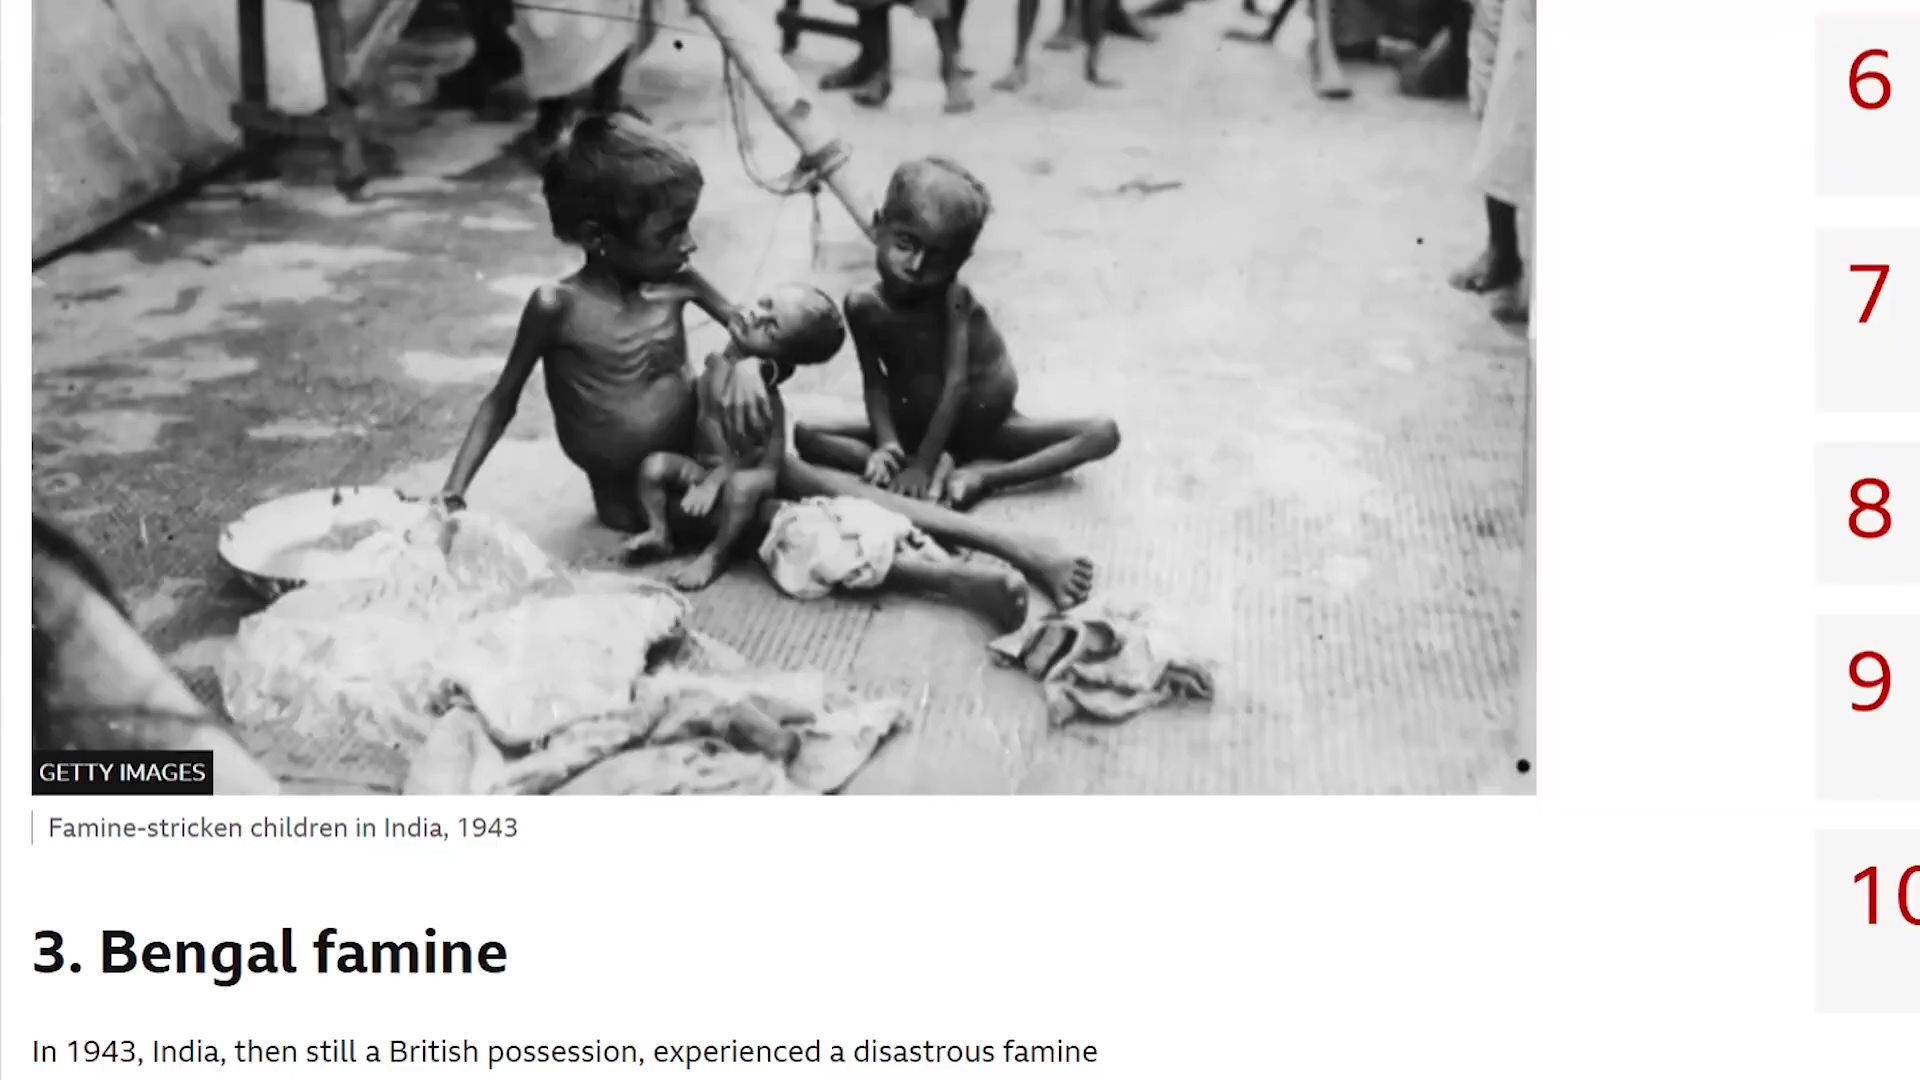 GETTY IMAGES
Famine-stricken children in India, 1943
3. Bengal famine
In 1943, India, then still a British possession, experienced a disastrous famine
6
7
8
9
10